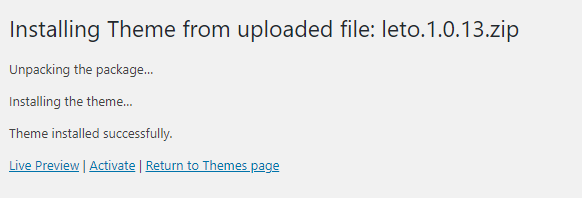 Installing Theme from uploaded file: leto.1.0.13.zip
Unpacking the package...
Installing the theme...
Theme installed successfully.
Live Preview | Activate | Return to Themes page